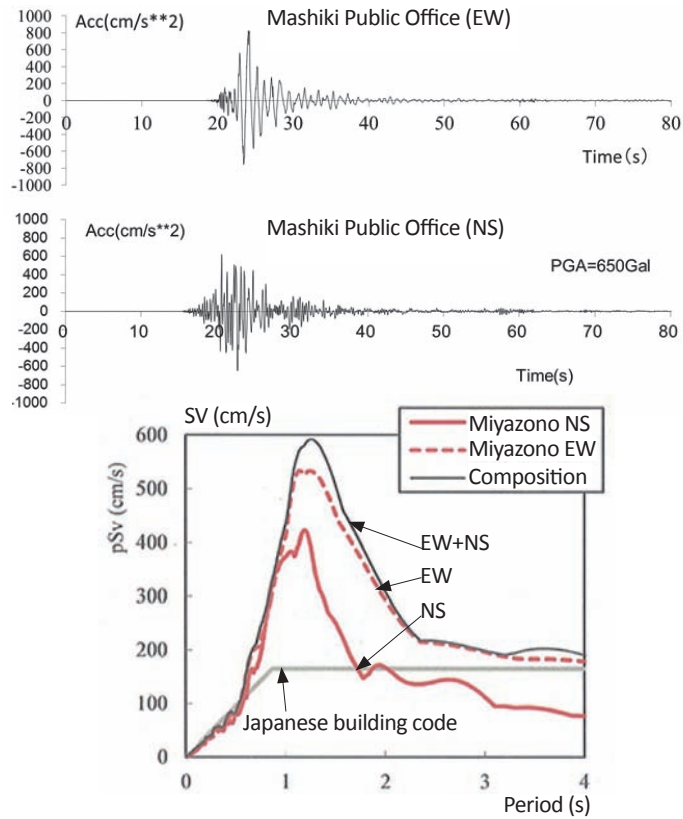 Acc(cm/s**2)
Mashiki Public Office (EW)
1000
800
600
400
200
0
-200
-400
-600
-800
-1000
0 10 20 30 40 50 60 70 80
Time(s)
Acc(cm/s**2)
Mashiki Public Office (NS)
PGA=650Gal
1000
800
600
400
200
0
-200
-400
-600
-800
-1000
0 10 20 30 40 50 60 70 80
Time(s)
SV (cm/s)
Miyazono NS
Miyazono EW
Composition
pSv (cm/s)
600
500
400
300
200
100
0
EW+NS
EW
NS
Japanese building code
0 1 2 3 4
Period (s)